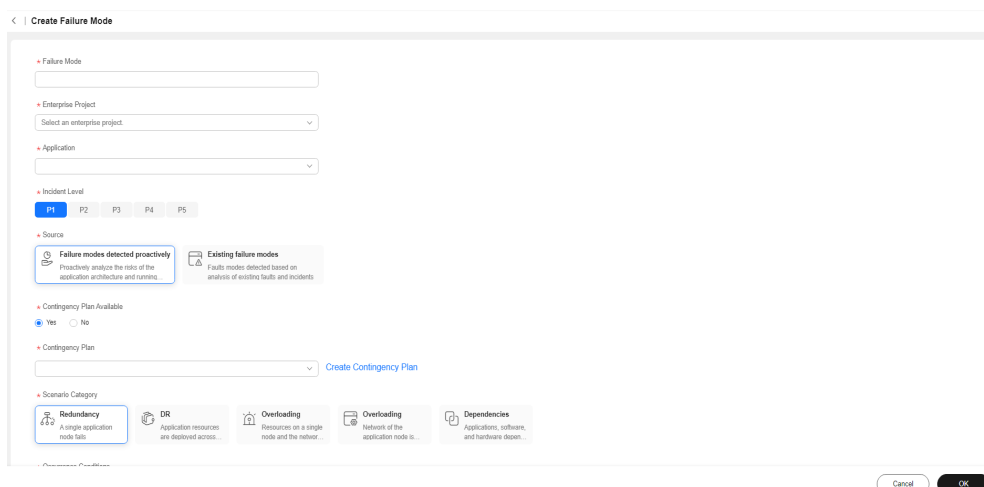 Create Failure Mode
* Failure Mode
* Enterprise Project
Select an enterprise project.
* Application
* Incident Level
P1 P2 P3 P4 P5
* Source
Failure modes detected proactively
Proactively analyze the risks of the
application architecture and running...
Existing failure modes
Faults modes detected based on
analysis of existing faults and incidents
* Contingency Plan Available
Yes No
* Contingency Plan
Create Contingency Plan
* Scenario Category
Redundancy
A single application
node fails
DR
Application resources
are deployed across...
Overloading
Resources on a single
node and the networ...
Overloading
Network of the
application node is...
Dependencies
Applications, software,
and hardware depen...
* Occurrence Conditions
Cancel OK